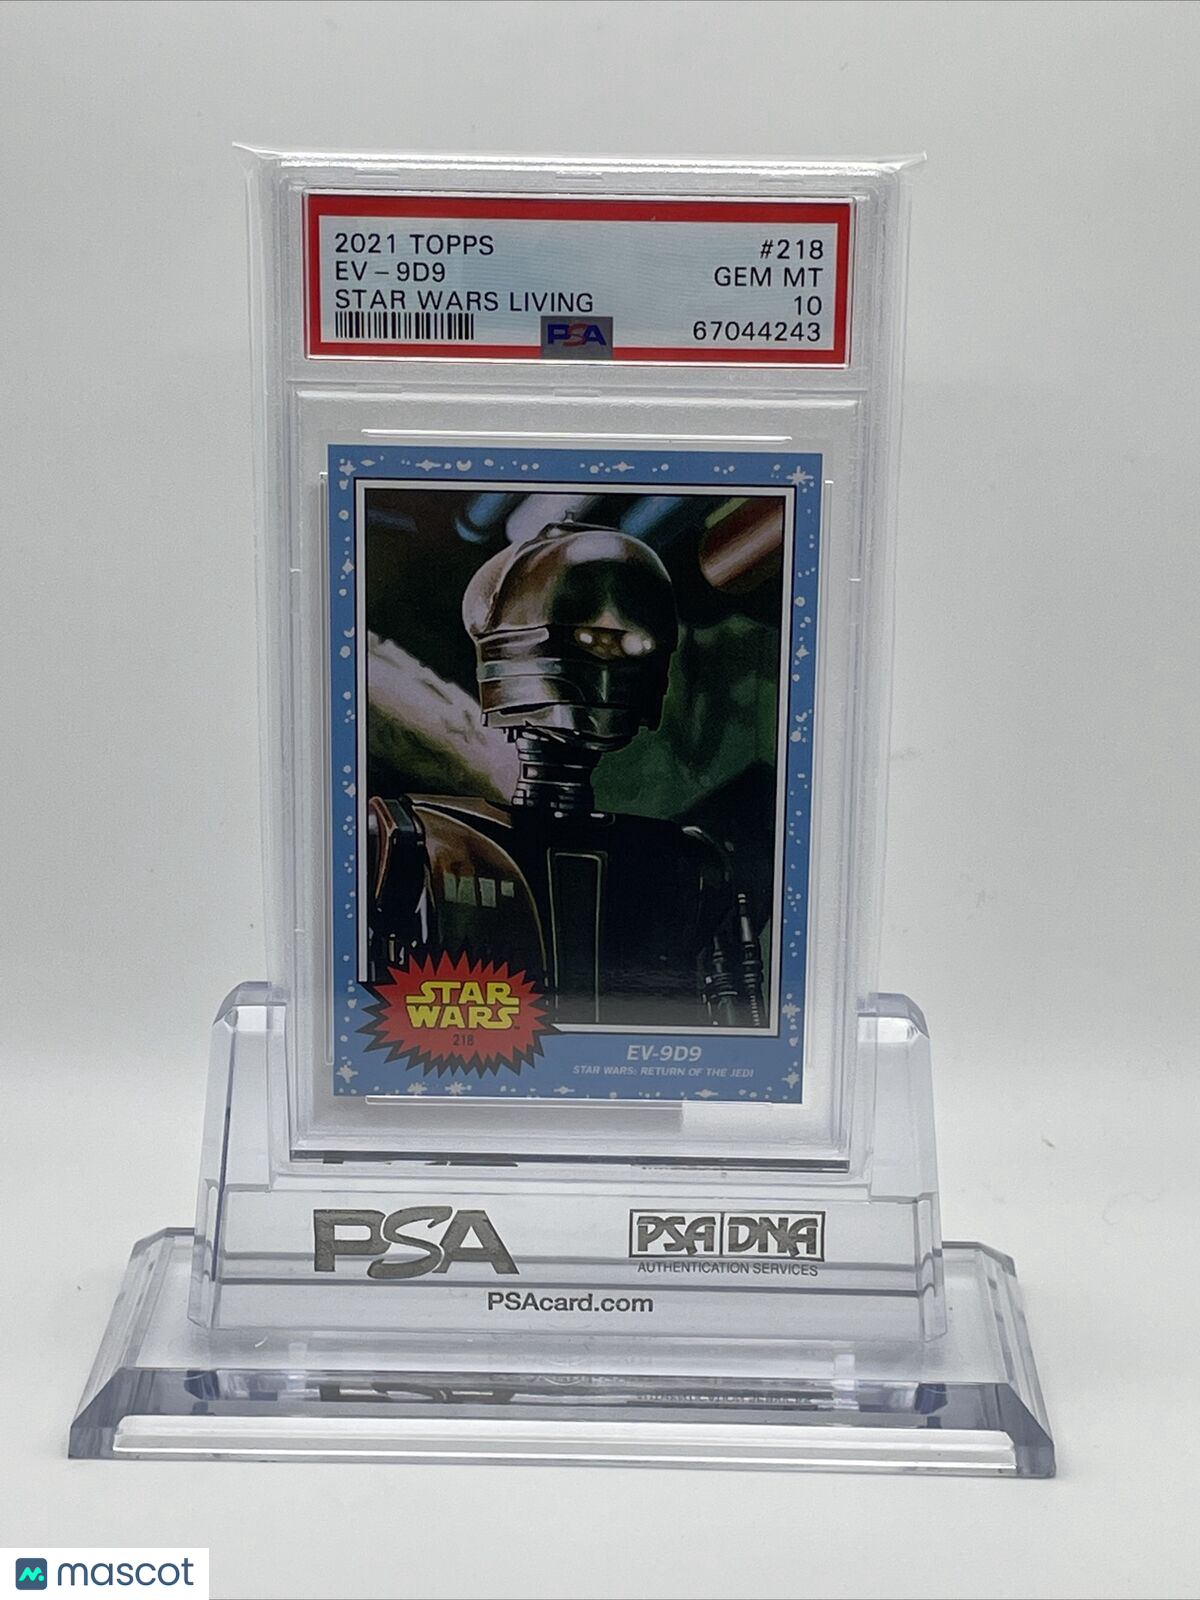 2021 TOPPS
EV-9D9
STAR WARS LIVING
#218
GEM MT
10
67044243
PSA
STAR
WARS
218
EV-9D9
STAR WARS: RETURN OF THE JEDI
PSA
PSA DNA
AUTHENTICATION SERVICES
PSAcard.com
mascot